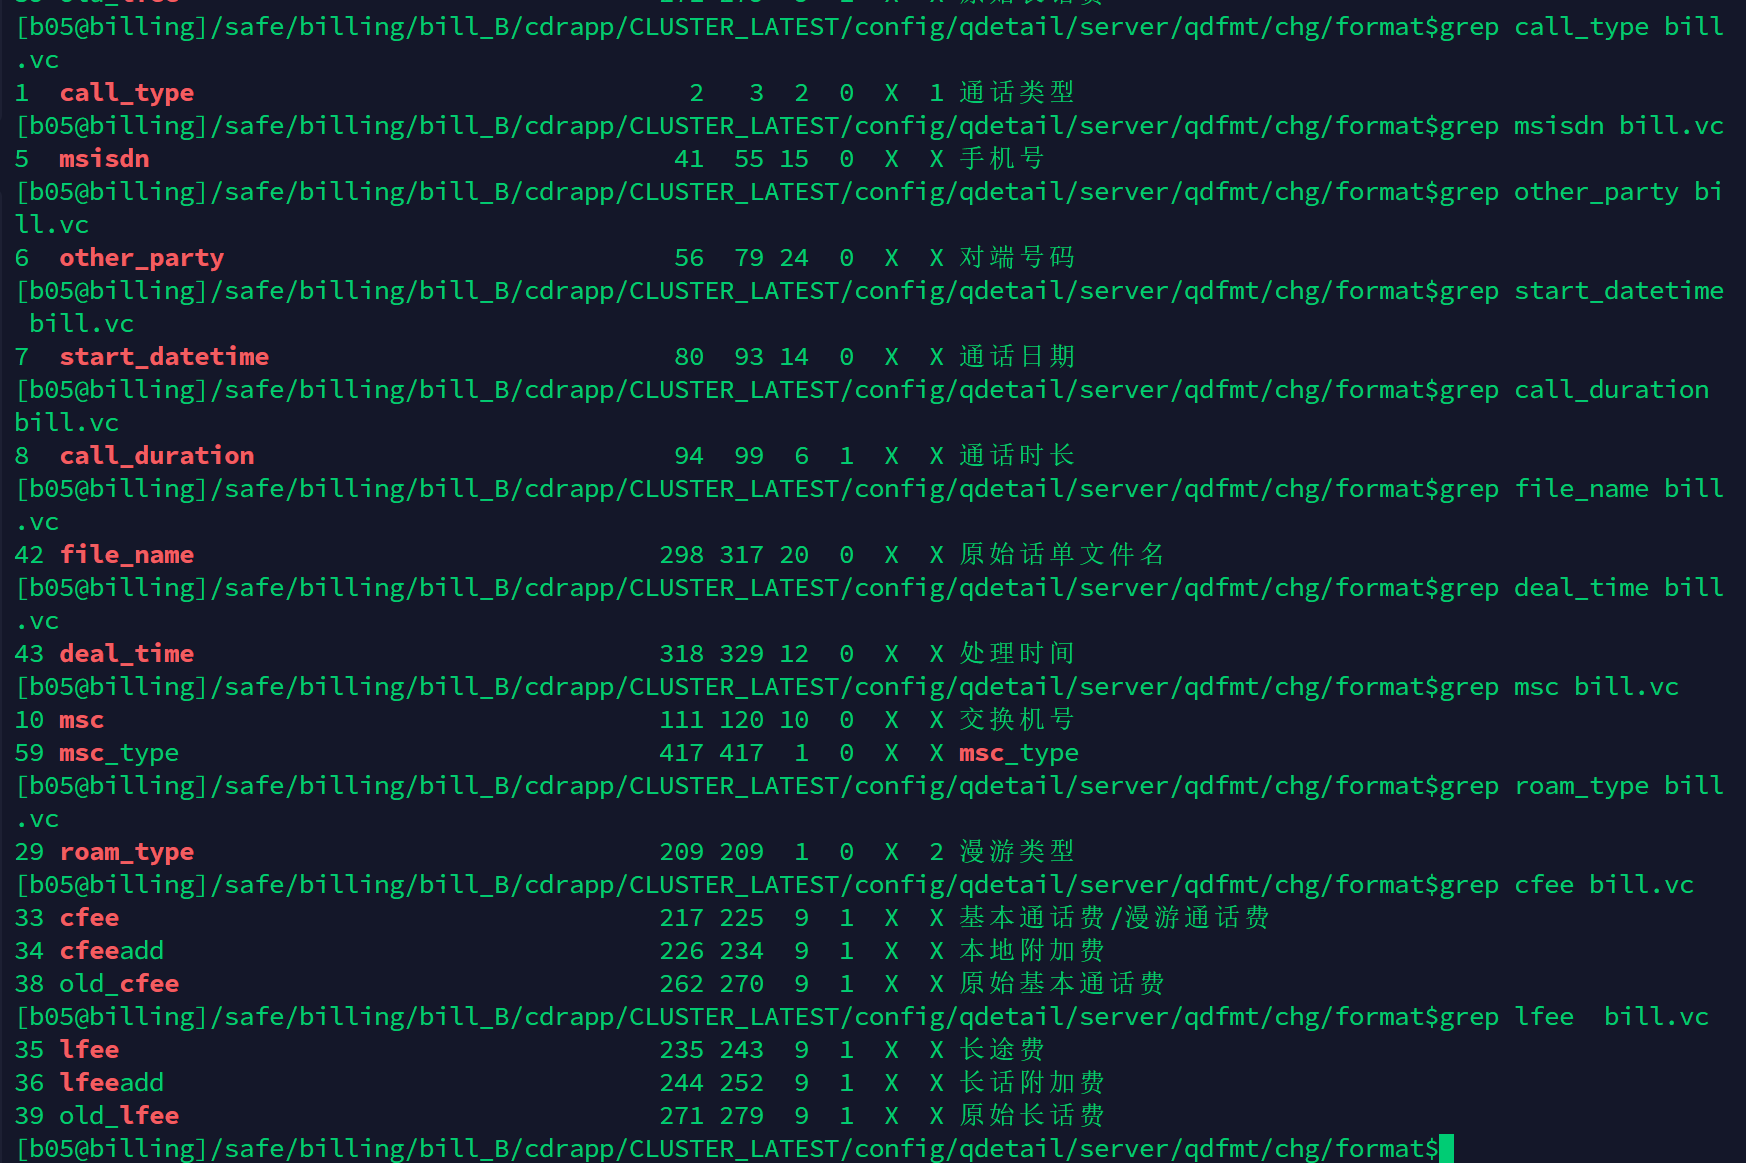 39 old_lfee                                271 279  9  1  X  X 原始长话费
[b05@billing]/safe/billing/bill_B/cdrapp/CLUSTER_LATEST/config/qdetail/server/qdfmt/chg/format$grep call_type bill
.vc
1  call_type                                 2   3  2  0  X  1 通话类型
[b05@billing]/safe/billing/bill_B/cdrapp/CLUSTER_LATEST/config/qdetail/server/qdfmt/chg/format$grep msisdn bill.vc
5  msisdn                                   41  55 15  0  X  X 手机号
[b05@billing]/safe/billing/bill_B/cdrapp/CLUSTER_LATEST/config/qdetail/server/qdfmt/chg/format$grep other_party bi
ll.vc
6  other_party                              56  79 24  0  X  X 对端号码
[b05@billing]/safe/billing/bill_B/cdrapp/CLUSTER_LATEST/config/qdetail/server/qdfmt/chg/format$grep start_datetime
 bill.vc
7  start_datetime                           80  93 14  0  X  X 通话日期
[b05@billing]/safe/billing/bill_B/cdrapp/CLUSTER_LATEST/config/qdetail/server/qdfmt/chg/format$grep call_duration
bill.vc
8  call_duration                            94  99  6  1  X  X 通话时长
[b05@billing]/safe/billing/bill_B/cdrapp/CLUSTER_LATEST/config/qdetail/server/qdfmt/chg/format$grep file_name bill
.vc
42 file_name                               298 317 20  0  X  X 原始话单文件名
[b05@billing]/safe/billing/bill_B/cdrapp/CLUSTER_LATEST/config/qdetail/server/qdfmt/chg/format$grep deal_time bill
.vc
43 deal_time                               318 329 12  0  X  X 处理时间
[b05@billing]/safe/billing/bill_B/cdrapp/CLUSTER_LATEST/config/qdetail/server/qdfmt/chg/format$grep msc bill.vc
10 msc                                     111 120 10  0  X  X 交换机号
59 msc_type                                417 417  1  0  X  X msc_type
[b05@billing]/safe/billing/bill_B/cdrapp/CLUSTER_LATEST/config/qdetail/server/qdfmt/chg/format$grep roam_type bill
.vc
29 roam_type                               209 209  1  0  X  2 漫游类型
[b05@billing]/safe/billing/bill_B/cdrapp/CLUSTER_LATEST/config/qdetail/server/qdfmt/chg/format$grep cfee bill.vc
33 cfee                                    217 225  9  1  X  X 基本通话费/漫游通话费
34 cfeeadd                                 226 234  9  1  X  X 本地附加费
38 old_cfee                                262 270  9  1  X  X 原始基本通话费
[b05@billing]/safe/billing/bill_B/cdrapp/CLUSTER_LATEST/config/qdetail/server/qdfmt/chg/format$grep lfee  bill.vc
35 lfee                                    235 243  9  1  X  X 长途费
36 lfeeadd                                 244 252  9  1  X  X 长话附加费
39 old_lfee                                271 279  9  1  X  X 原始长话费
[b05@billing]/safe/billing/bill_B/cdrapp/CLUSTER_LATEST/config/qdetail/server/qdfmt/chg/format$